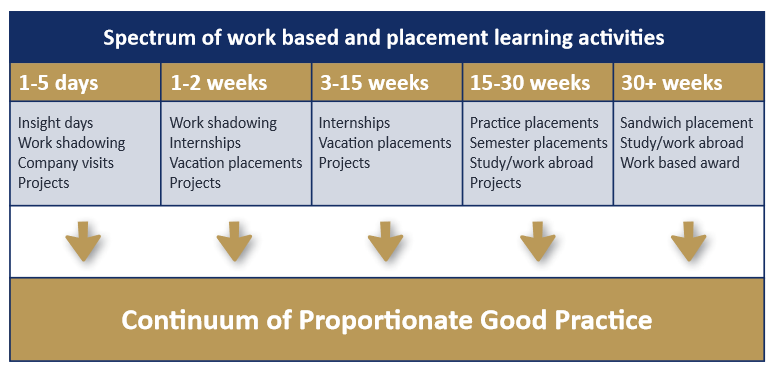 Spectrum of work based and placement learning activities
1-5 days
1-2 weeks
3-15 weeks
15-30 weeks
30+ weeks
Insight days
Work shadowing
Company visits
Projects
Work shadowing
Internships
Vacation placements
Projects
Internships
Vacation placements
Projects
Practice placements
Semester placements
Study/work abroad
Projects
Sandwich placement
Study/work abroad
Work based award
Continuum of Proportionate Good Practice